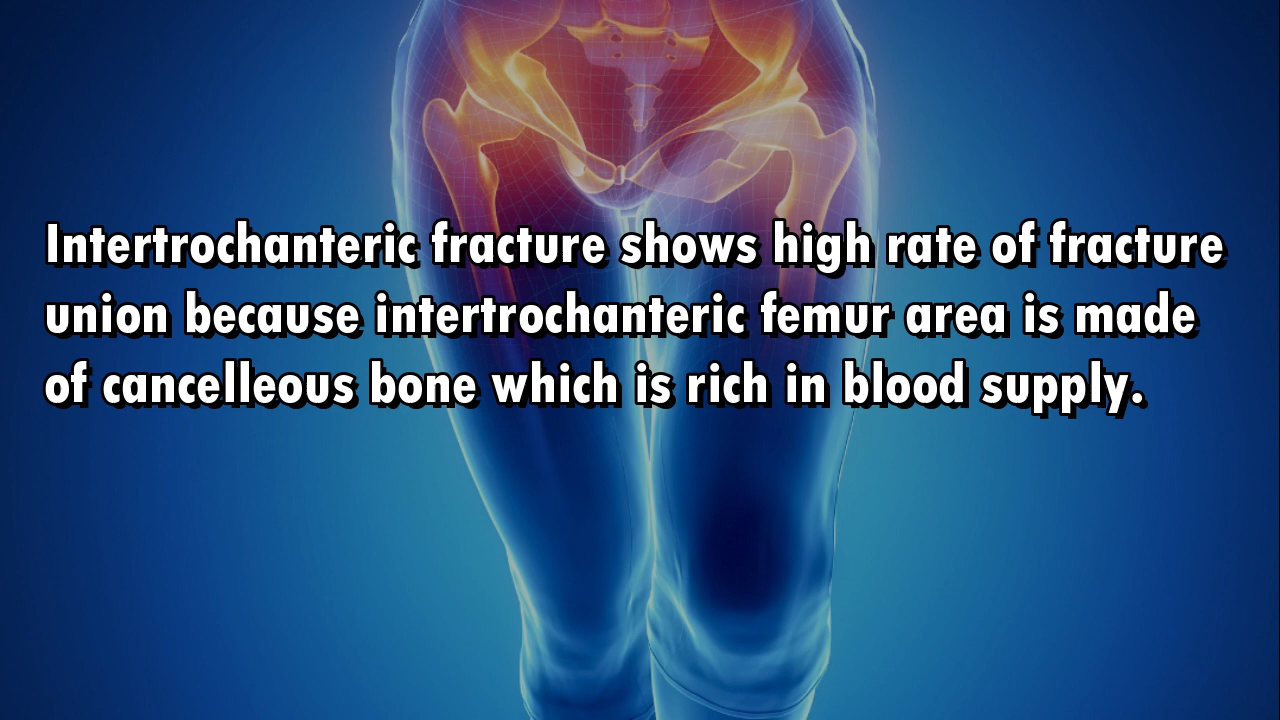 Intertrochanteric fracture shows high rate of fracture
union because intertrochanteric femur area is made
of cancelleous bone which is rich in blood supply.